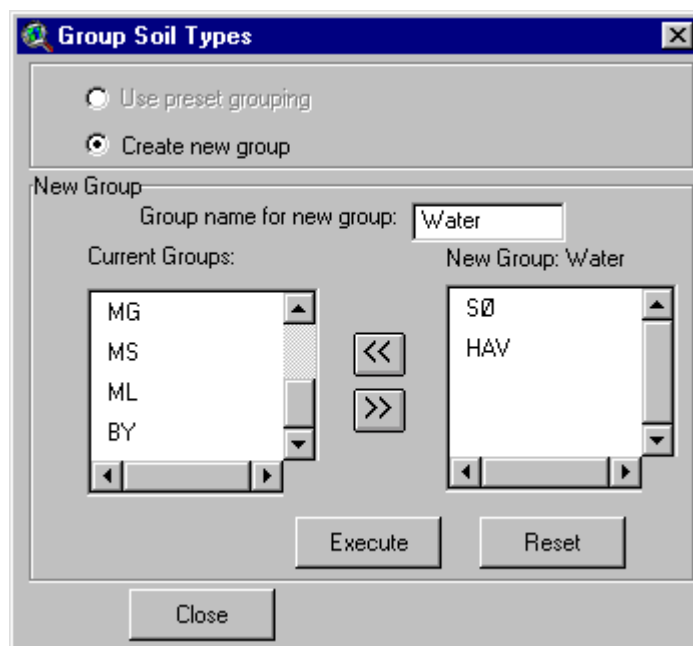 Group Soil Types
Use preset grouping
Create new group
New Group
Group name for new group: Water
Current Groups:
New Group: Water
MG
MS
ML
BY
<<
>>
SØ
HAV
Execute
Reset
Close